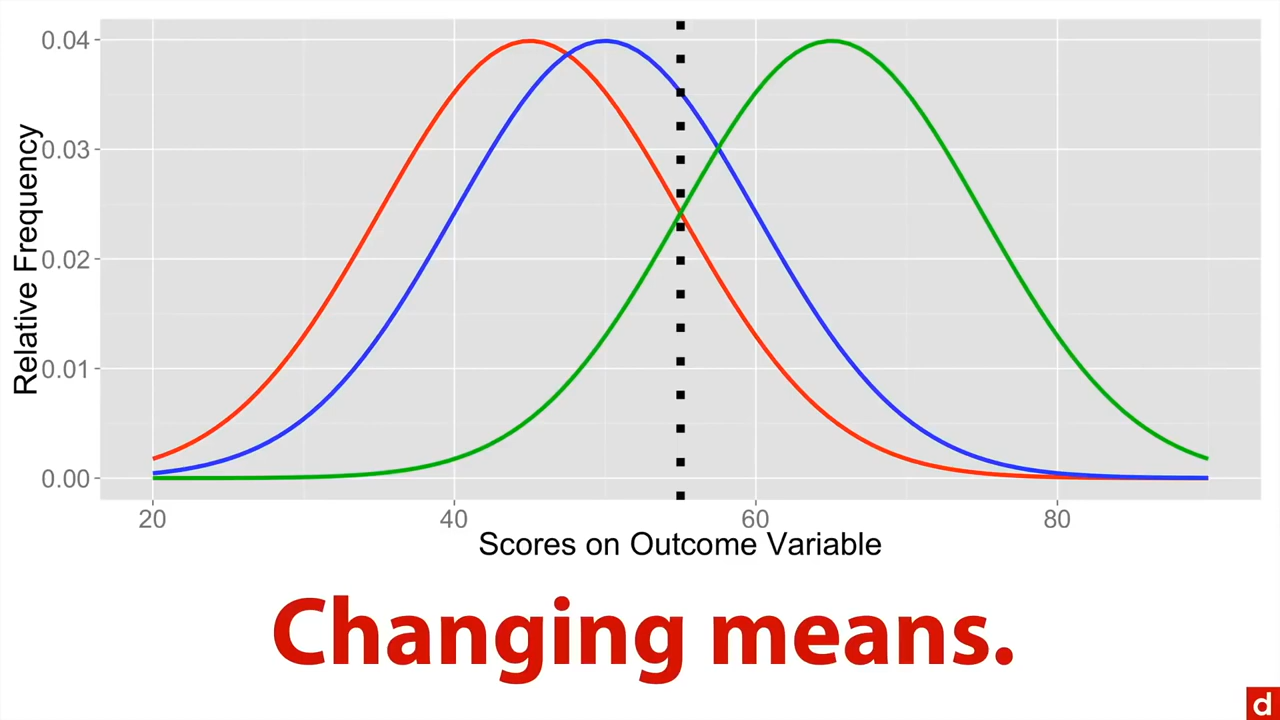 0.04
0.03
0.02
0.01
0.00
Relative Frequency
20 40 60 80
Scores on Outcome Variable
Changing means.
d